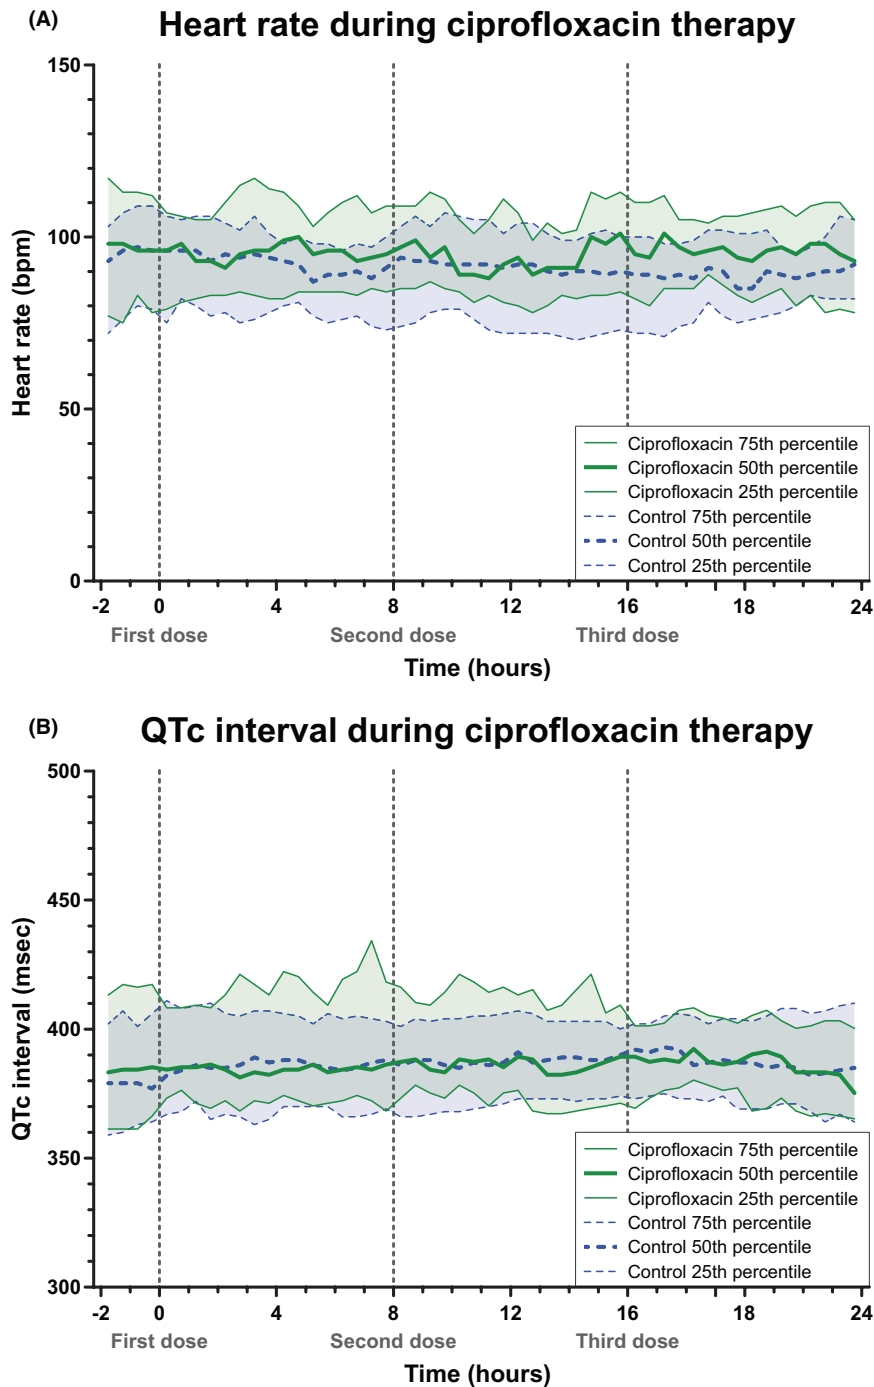 (A)
Heart rate during ciprofloxacin therapy
150
100
50
0
Heart rate (bpm)
Ciprofloxacin 75th percentile
Ciprofloxacin 50th percentile
Ciprofloxacin 25th percentile
Control 75th percentile
Control 50th percentile
Control 25th percentile
-2 0 4 8 12 16 18 24
First dose Second dose Third dose
Time (hours)
(B)
QTc interval during ciprofloxacin therapy
500
450
400
350
300
QTc interval (msec)
Ciprofloxacin 75th percentile
Ciprofloxacin 50th percentile
Ciprofloxacin 25th percentile
Control 75th percentile
Control 50th percentile
Control 25th percentile
-2 0 4 8 12 16 18 24
First dose Second dose Third dose
Time (hours)